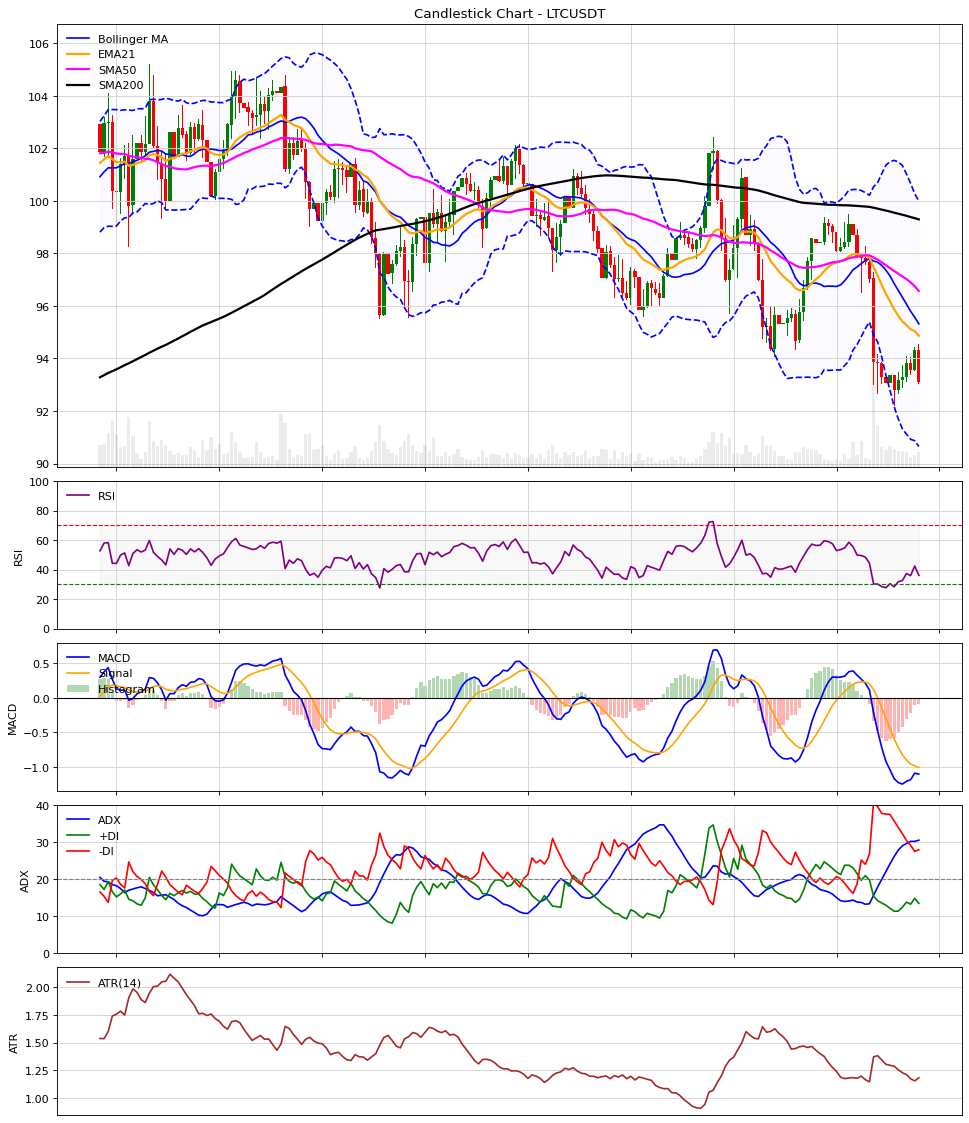 Candlestick Chart - LTCUSDT
Bollinger MA
EMA21
SMA50
SMA200
106
104
102
100
98
96
94
92
90
RSI
RSI
100
80
60
40
20
0
MACD
Signal
Histogram
MACD
0.5
0.0
−0.5
−1.0
ADX
+DI
-DI
ADX
40
30
20
10
0
ATR(14)
ATR
2.00
1.75
1.50
1.25
1.00